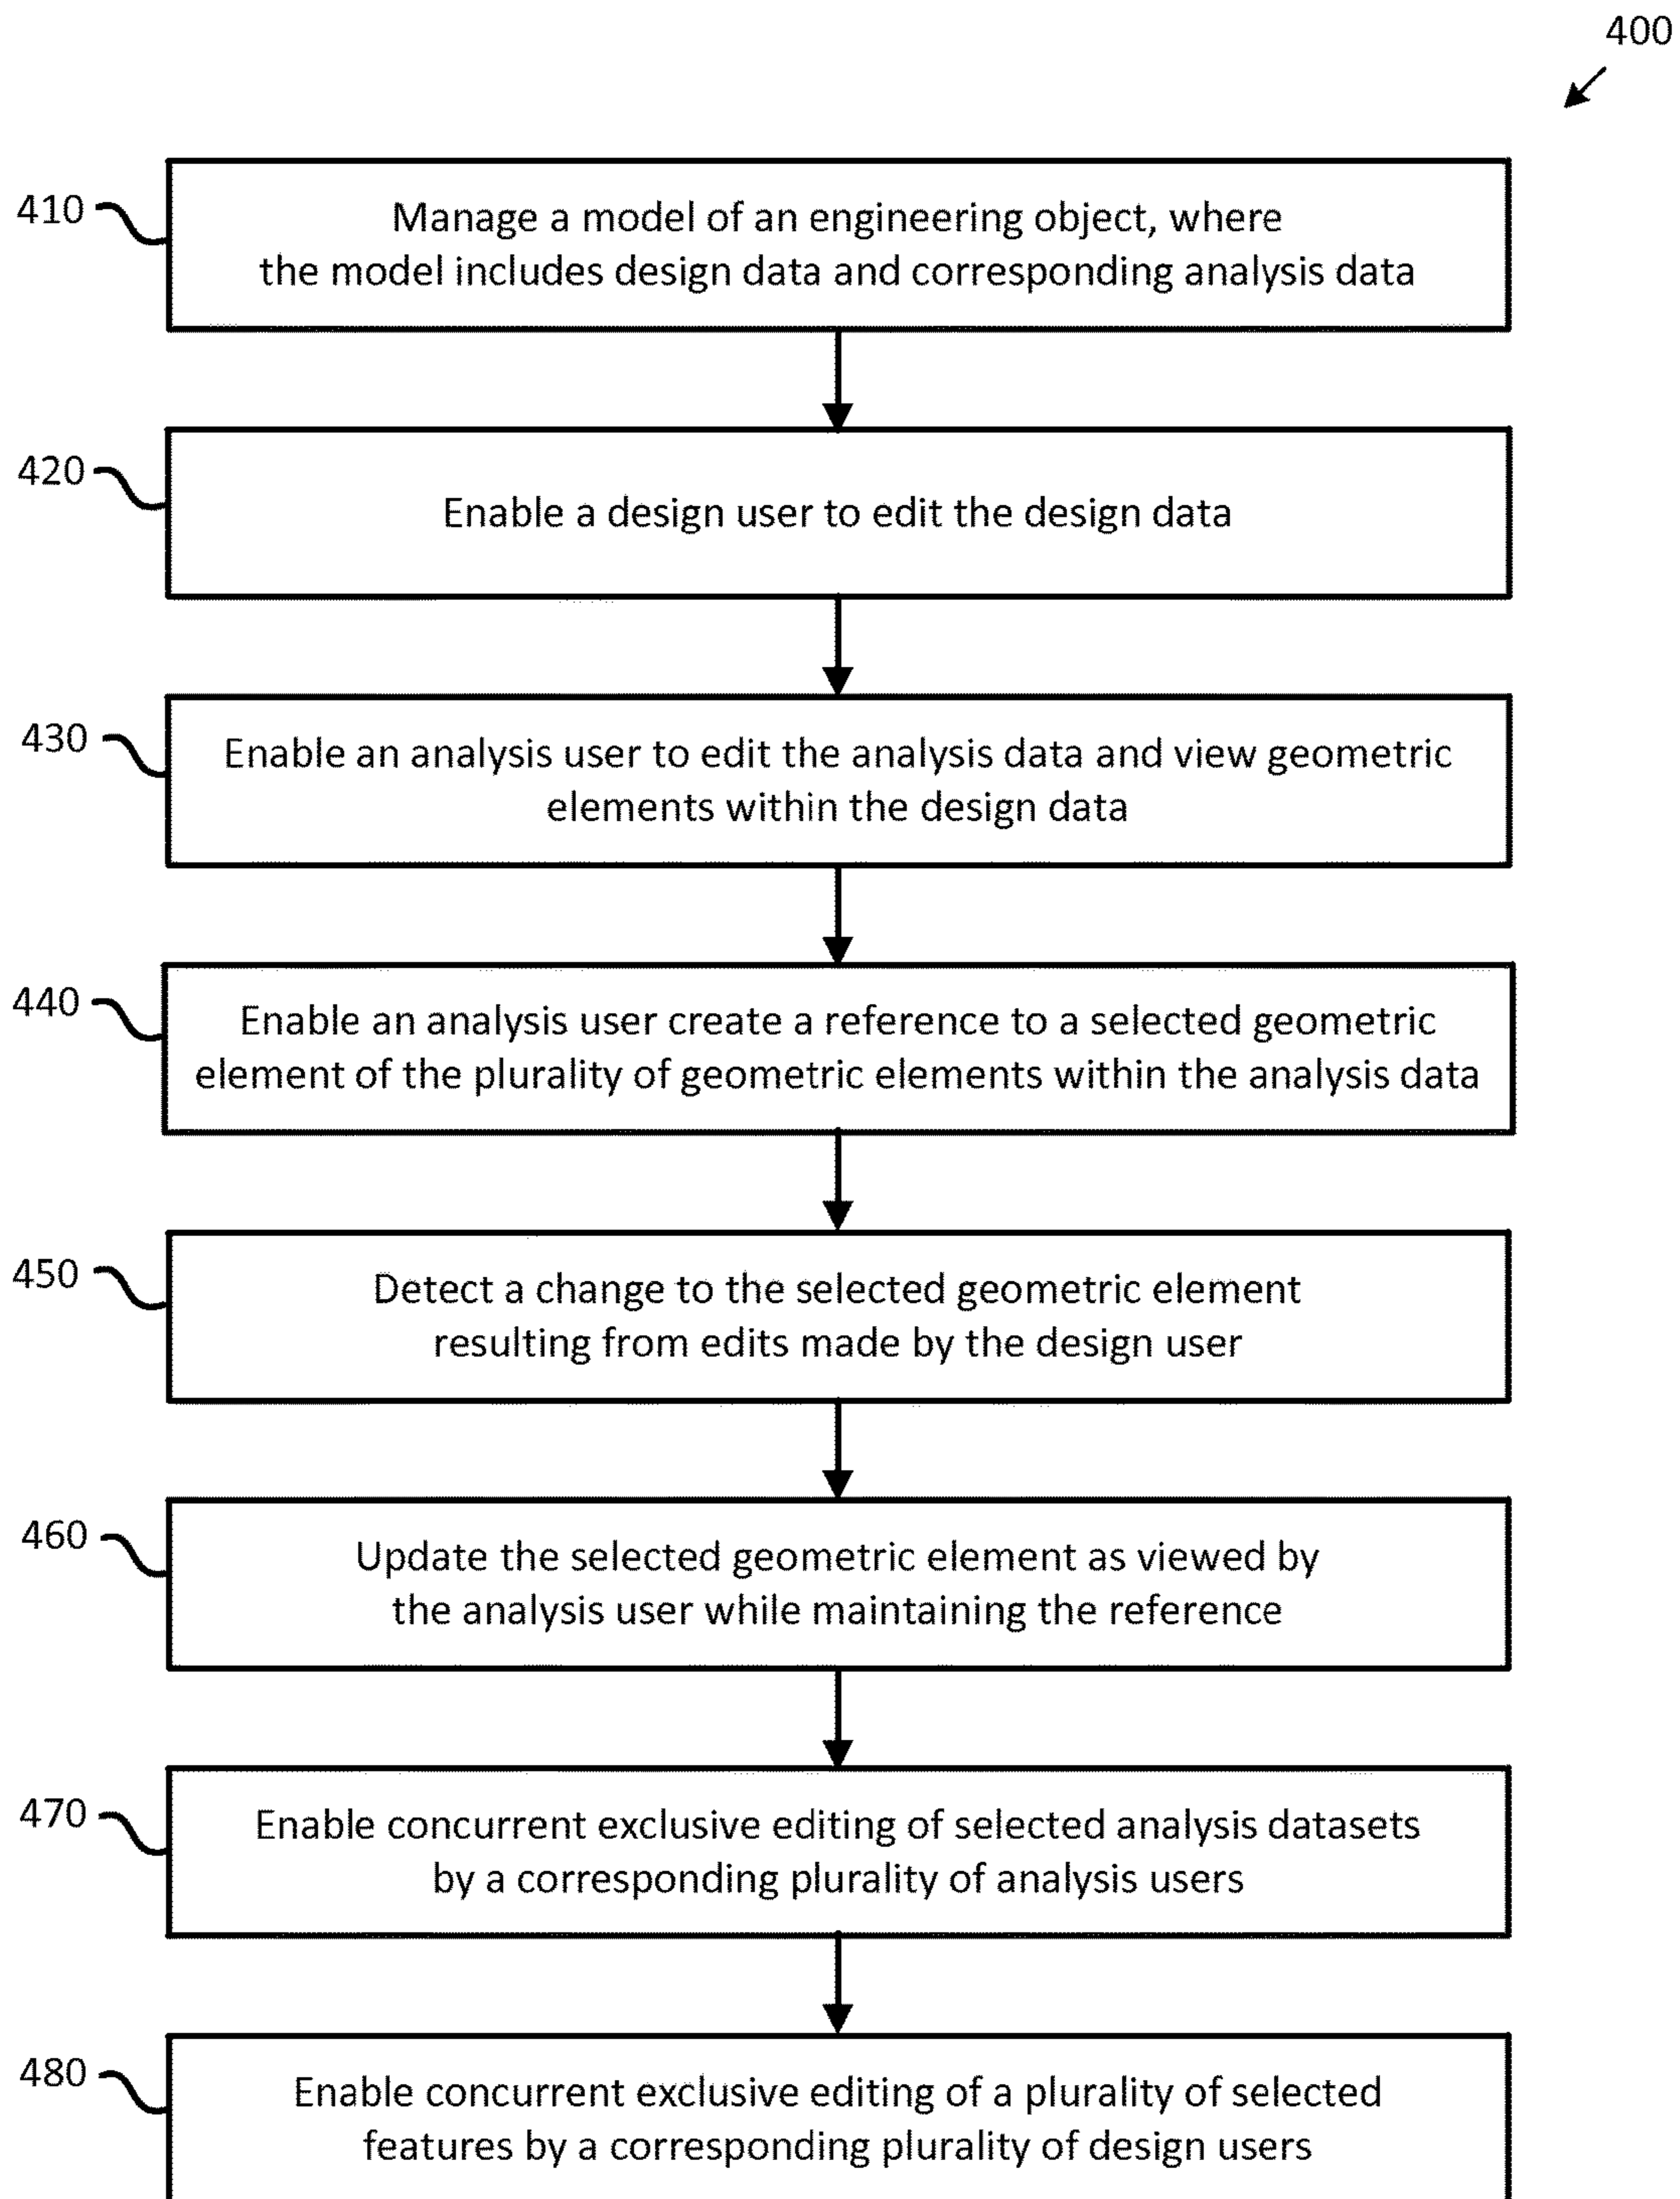 400
410
Manage a model of an engineering object, where
the model includes design data and corresponding analysis data
420
Enable a design user to edit the design data
430
Enable an analysis user to edit the analysis data and view geometric
elements within the design data
440
Enable an analysis user create a reference to a selected geometric
element of the plurality of geometric elements within the analysis data
450
Detect a change to the selected geometric element
resulting from edits made by the design user
460
Update the selected geometric element as viewed by
the analysis user while maintaining the reference
470
Enable concurrent exclusive editing of selected analysis datasets
by a corresponding plurality of analysis users
480
Enable concurrent exclusive editing of a plurality of selected
features by a corresponding plurality of design users